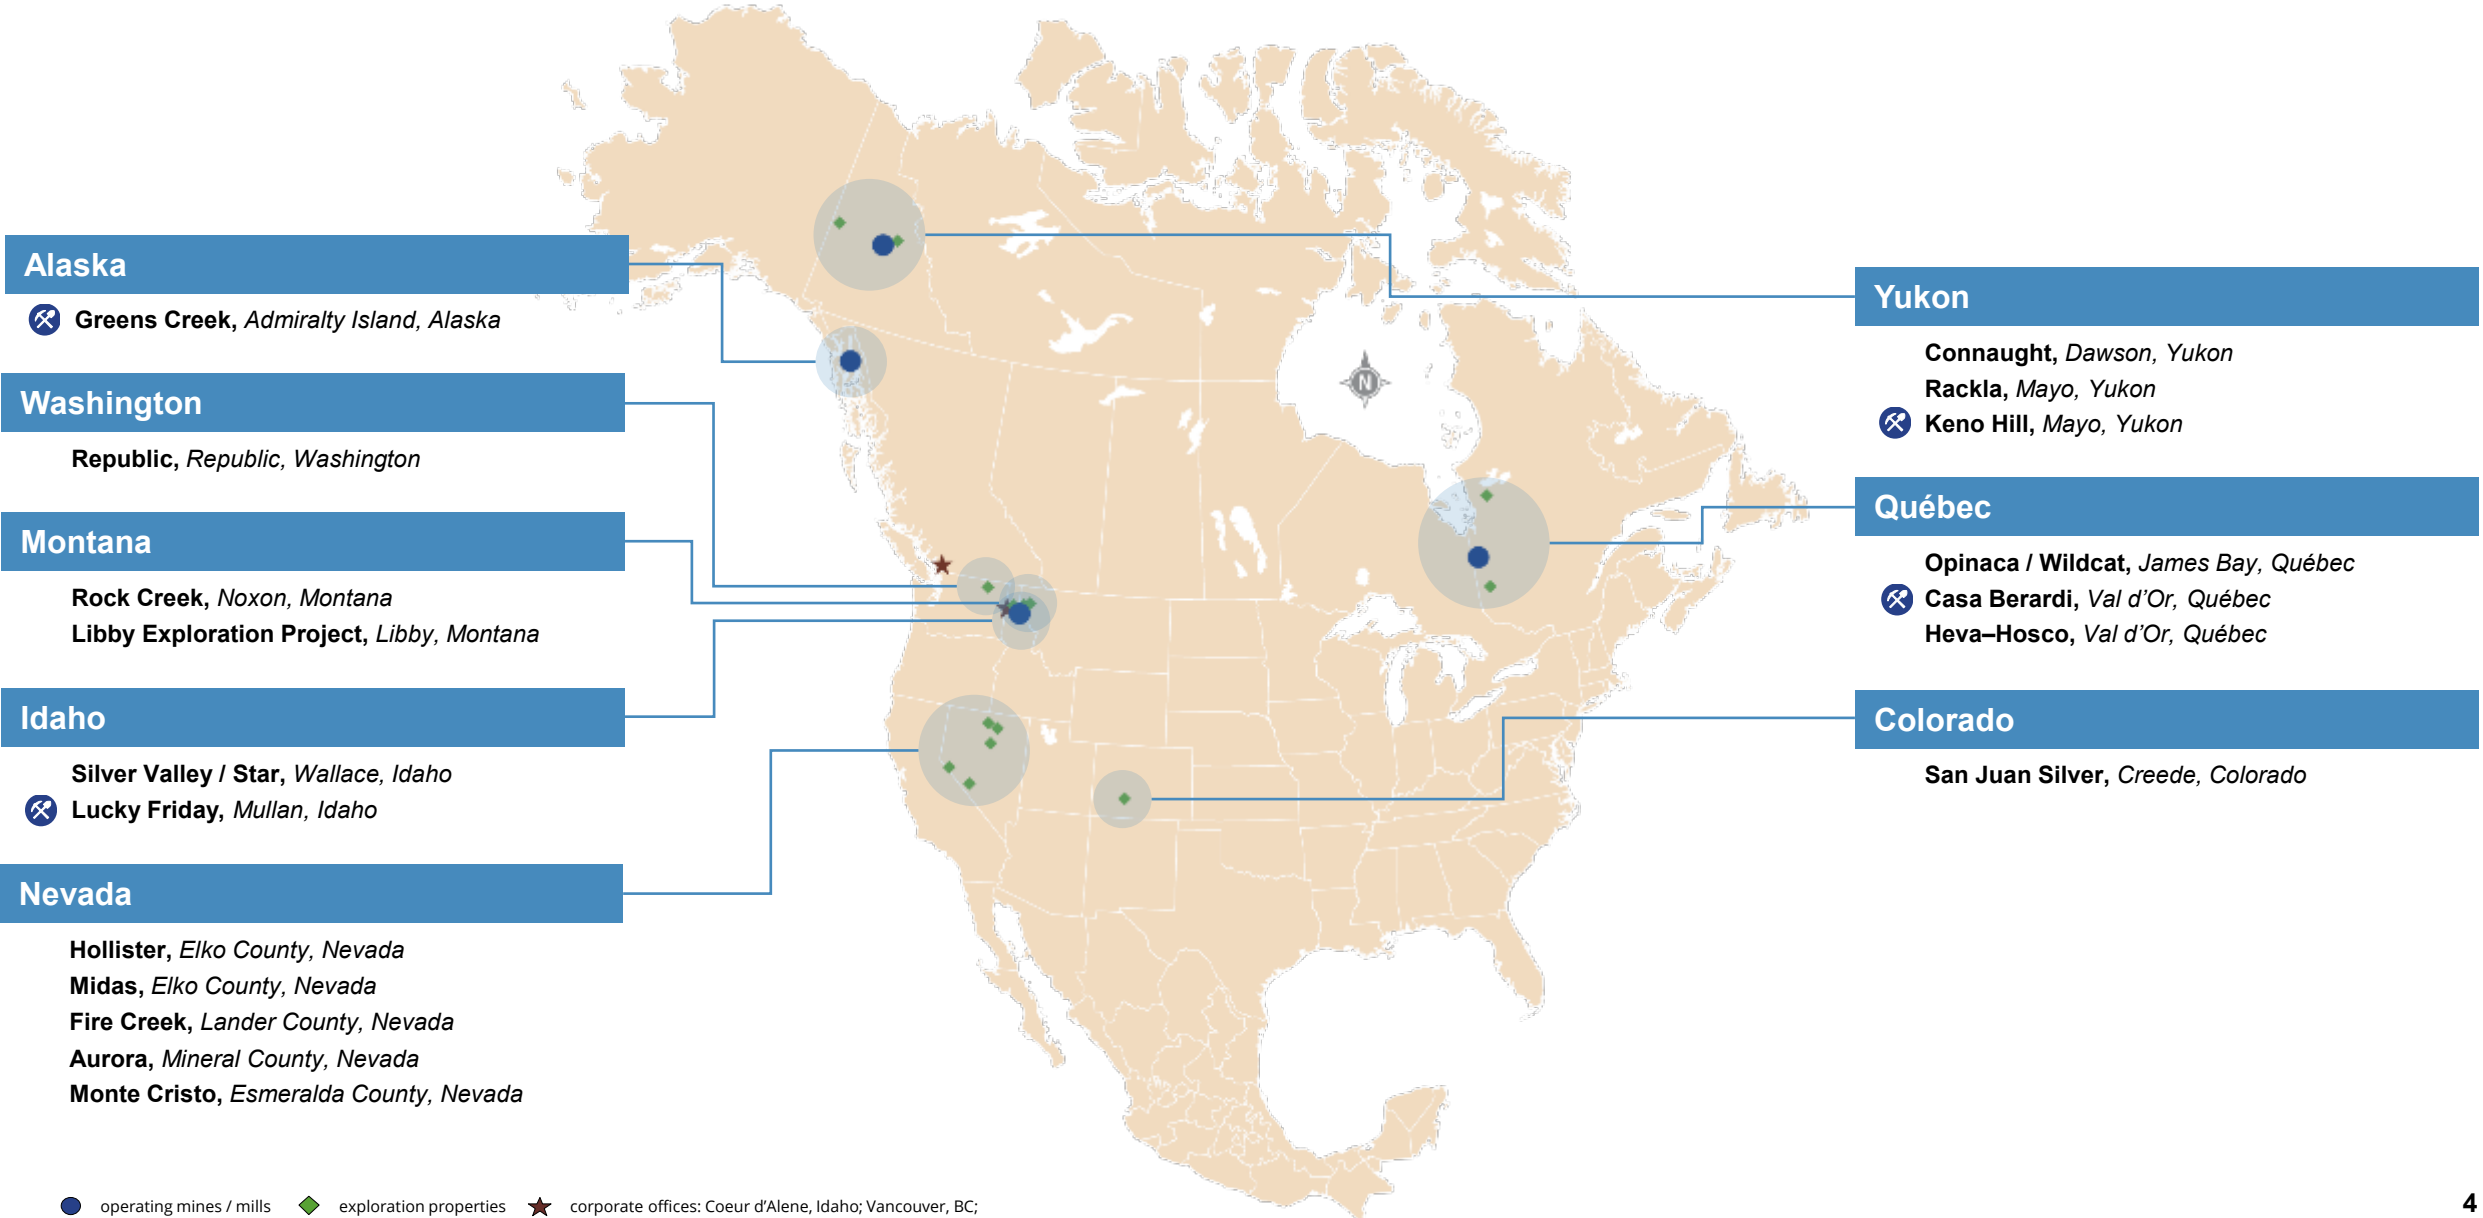 Alaska
Greens Creek, Admiralty Island, Alaska
Washington
Republic, Republic, Washington
Montana
Rock Creek, Noxon, Montana
Libby Exploration Project, Libby, Montana
Idaho
Silver Valley / Star, Wallace, Idaho
Lucky Friday, Mullan, Idaho
Nevada
Hollister, Elko County, Nevada
Midas, Elko County, Nevada
Fire Creek, Lander County, Nevada
Aurora, Mineral County, Nevada
Monte Cristo, Esmeralda County, Nevada
N
Yukon
Connaught, Dawson, Yukon
Rackla, Mayo, Yukon
Keno Hill, Mayo, Yukon
Québec
Opinaca / Wildcat, James Bay, Québec
Casa Berardi, Val d’Or, Québec
Heva–Hosco, Val d’Or, Québec
Colorado
San Juan Silver, Creede, Colorado
operating mines / mills
exploration properties
corporate offices: Coeur d’Alene, Idaho; Vancouver, BC;
4